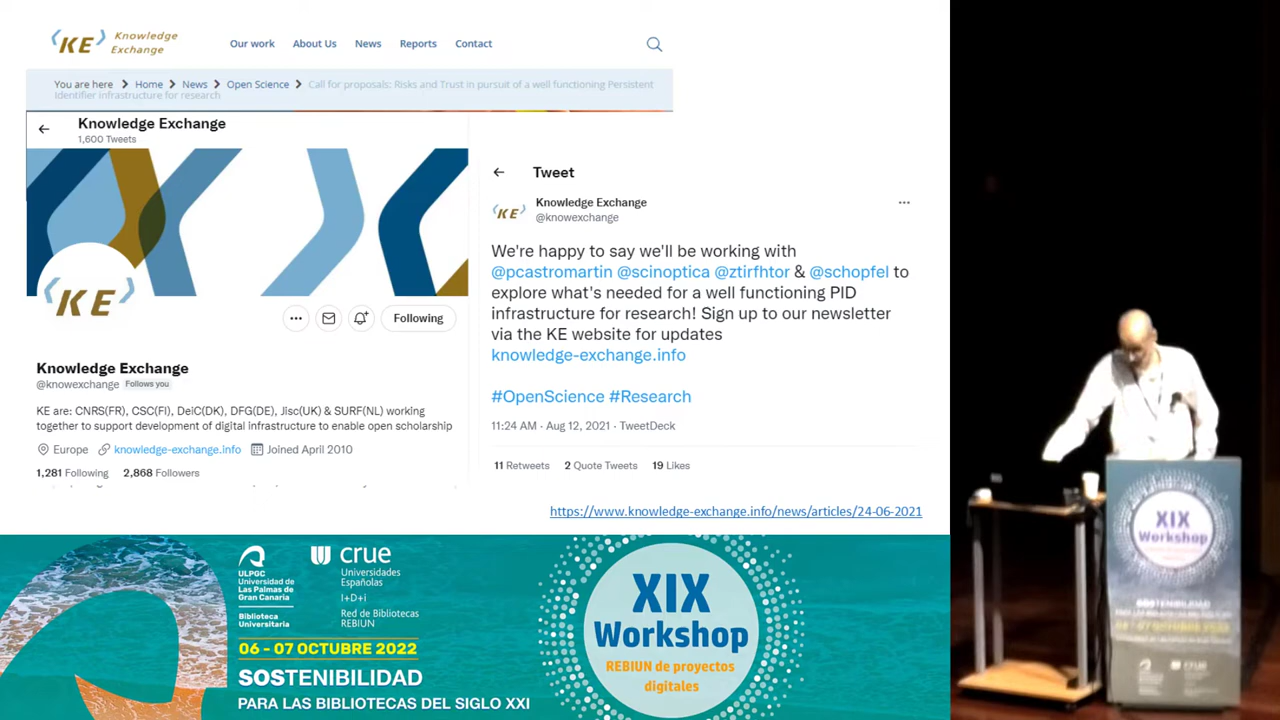 KE Knowledge
Exchange
Our work About Us News Reports Contact
You are here Home News Open Science Call for proposals: Risks and Trust in pursuit of a well functioning Persistent
Identifier infrastructure for research
Knowledge Exchange
1,600 Tweets
KE
Following
Knowledge Exchange
@knowexchange Follows you
KE are: CNRS(FR), CSC(FI), DeiC(DK), DFG(DE), Jisc(UK) & SURF(NL) working
together to support development of digital infrastructure to enable open scholarship
Europe knowledge-exchange.info Joined April 2010
1,281 Following 2,868 Followers
Tweet
KE
Knowledge Exchange
@knowexchange
We're happy to say we'll be working with
@pcastromartin @scinoptica @ztirfhtor & @schopfel to
explore what's needed for a well functioning PID
infrastructure for research! Sign up to our newsletter
via the KE website for updates
knowledge-exchange.info
#OpenScience #Research
11:24 AM · Aug 12, 2021 · TweetDeck
11 Retweets 2 Quote Tweets 19 Likes
https://www.knowledge-exchange.info/news/articles/24-06-2021
ULPGC
Universidad de
Las Palmas de
Gran Canaria
Biblioteca
Universitaria
crue
Universidades
Españolas
I+D+i
Red de Bibliotecas
REBIUN
06 - 07 OCTUBRE 2022
SOSTENIBILIDAD
PARA LAS BIBLIOTECAS DEL SIGLO XXI
XIX
Workshop
REBIUN de proyectos
digitales
XIX
Workshop
SOSTENIBILIDAD
crue